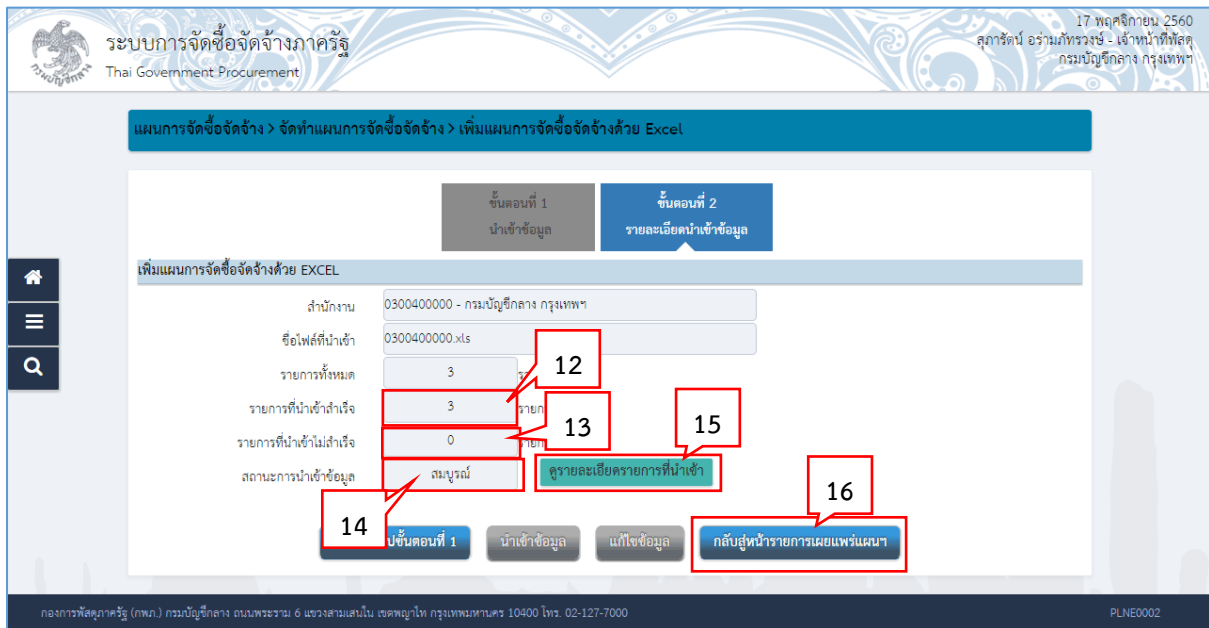 17 พฤศจิกายน 2560
ระบบการจัดซื้อจัดจ้างภาครัฐ
สุภารัตน์ อร่ามภัทรวงษ์ - เจ้าหน้าที่พัสดุ
Thai Government Procurement
กรมบัญชีกลาง กรุงเทพฯ
กรมบัญชีกลาง
แผนการจัดซื้อจัดจ้าง > จัดทำแผนการจัดซื้อจัดจ้าง > เพิ่มแผนการจัดซื้อจัดจ้างด้วย Excel
ขั้นตอนที่ 1
นำเข้าข้อมูล
ขั้นตอนที่ 2
รายละเอียดนำเข้าข้อมูล
เพิ่มแผนการจัดซื้อจัดจ้างด้วย EXCEL
สำนักงาน 0300400000 - กรมบัญชีกลาง กรุงเทพฯ
ชื่อไฟล์ที่นำเข้า 0300400000.xls
รายการทั้งหมด 3
12
รายการที่นำเข้าสำเร็จ 3
13
15
รายการที่นำเข้าไม่สำเร็จ 0
สถานะการนำเข้าข้อมูล สมบูรณ์ ดูรายละเอียดรายการที่นำเข้า
16
14
ขั้นตอนที่ 1 นำเข้าข้อมูล แก้ไขข้อมูล กลับสู่หน้ารายการเผยแพร่แผนฯ
กองการพัสดุภาครัฐ (กพภ.) กรมบัญชีกลาง ถนนพระราม 6 แขวงสามเสนใน เขตพญาไท กรุงเทพมหานคร 10400 โทร. 02-127-7000 PLNE0002